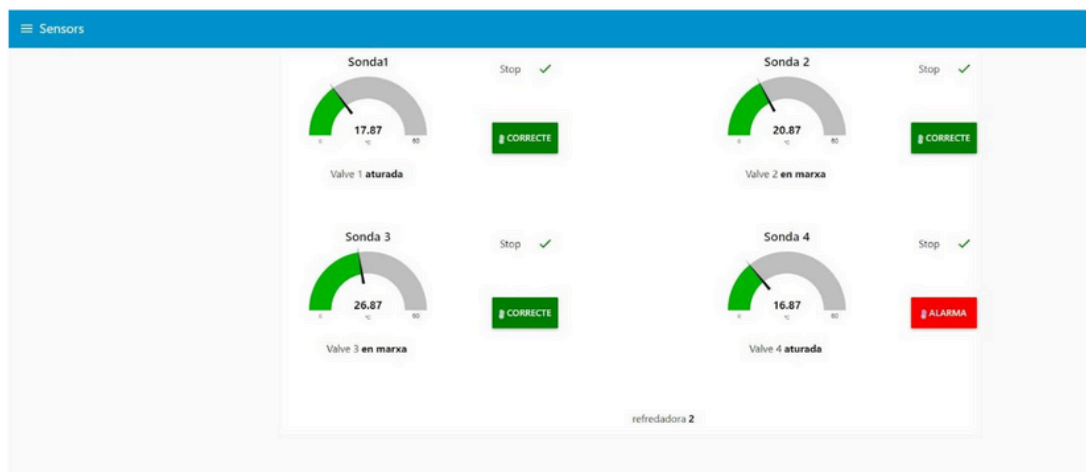 Sensors
Sonda1
Stop
17.87
0 °C 60
CORRECTE
Valve 1 aturada
Sonda 2
Stop
20.87
0 °C 60
CORRECTE
Valve 2 en marxa
Sonda 3
Stop
26.87
0 °C 60
CORRECTE
Valve 3 en marxa
Sonda 4
Stop
16.87
0 °C 60
ALARMA
Valve 4 aturada
refredadora 2